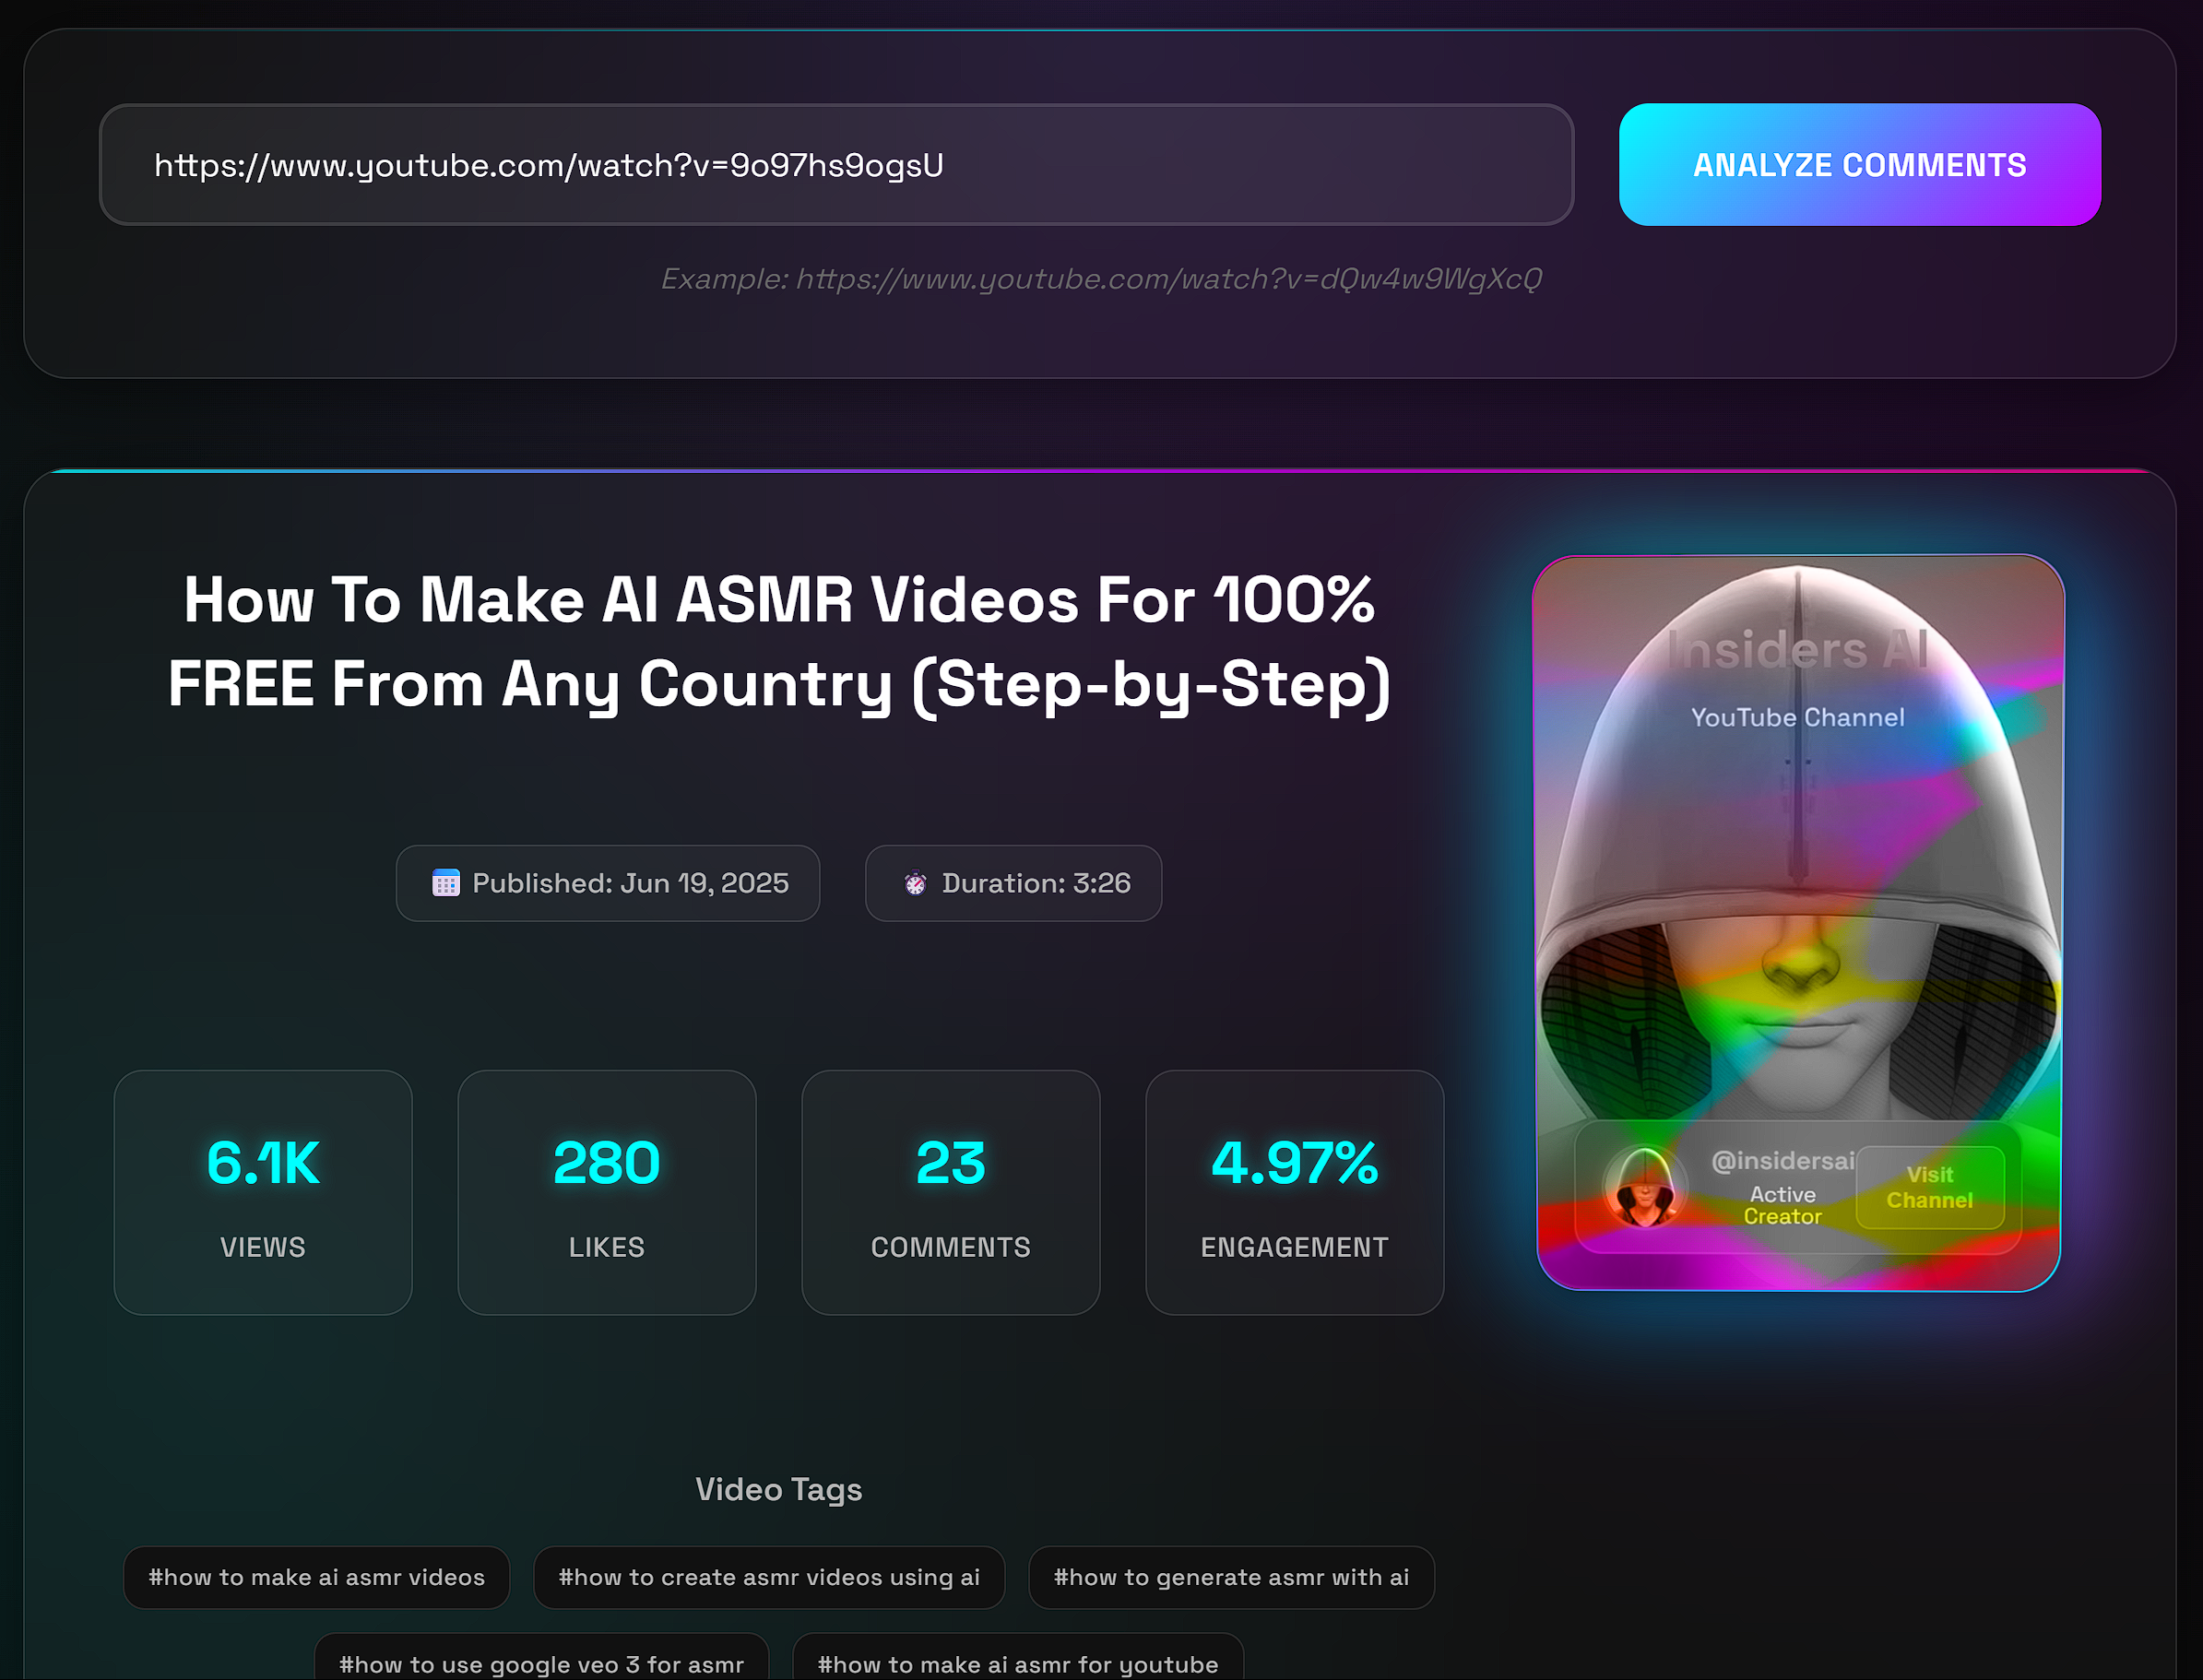 https://www.youtube.com/watch?v=9o97hs9ogsU
ANALYZE COMMENTS
Example: https://www.youtube.com/watch?v=dQw4w9WgXcQ
How To Make AI ASMR Videos For 100%
FREE From Any Country (Step-by-Step)
Published: Jun 19, 2025
Duration: 3:26
6.1K
VIEWS
280
LIKES
23
COMMENTS
4.97%
ENGAGEMENT
Insiders AI
YouTube Channel
@insidersai
Active
Creator
Visit
Channel
Video Tags
#how to make ai asmr videos
#how to create asmr videos using ai
#how to generate asmr with ai
#how to use google veo 3 for asmr
#how to make ai asmr for youtube